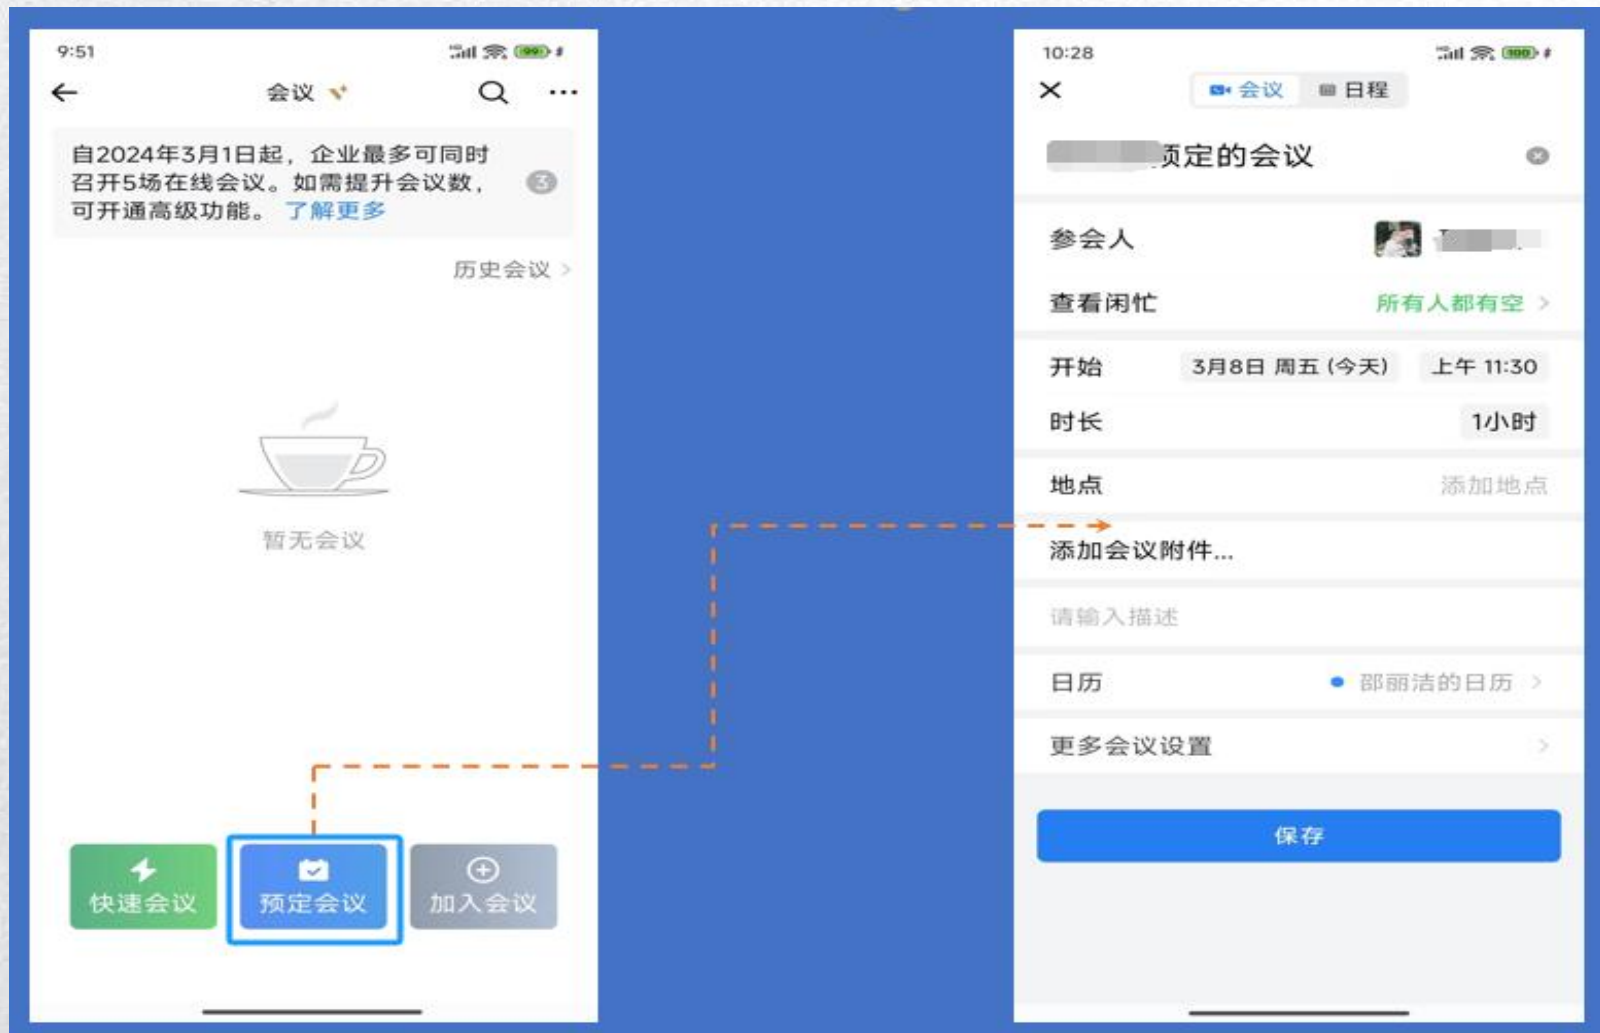 9:51
99
会议
自2024年3月1日起，企业最多可同时
召开5场在线会议。如需提升会议数，
可开通高级功能。 了解更多
3
历史会议 >
暂无会议
快速会议
预定会议
加入会议
10:28
100
会议
日程
预定的会议
参会人
查看闲忙
所有人都有空 >
开始
3月8日 周五 (今天)
上午 11:30
时长
1小时
地点
添加地点
添加会议附件...
请输入描述
日历
邵丽洁的日历 >
更多会议设置 >
保存